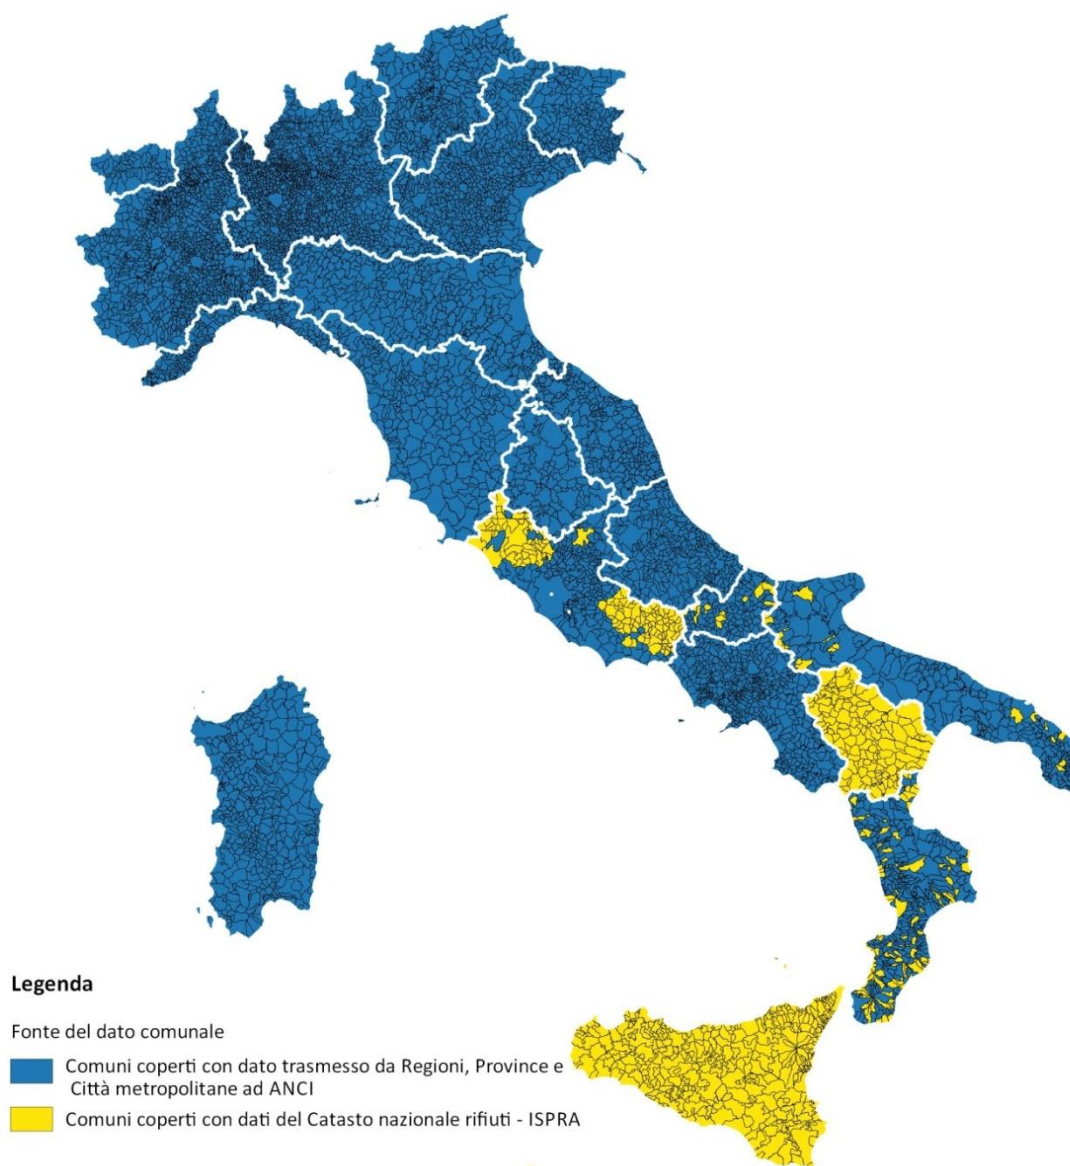 Legenda
Fonte del dato comunale
Comuni coperti con dato trasmesso da Regioni, Province e
Città metropolitane ad ANCI
Comuni coperti con dati del Catasto nazionale rifiuti - ISPRA